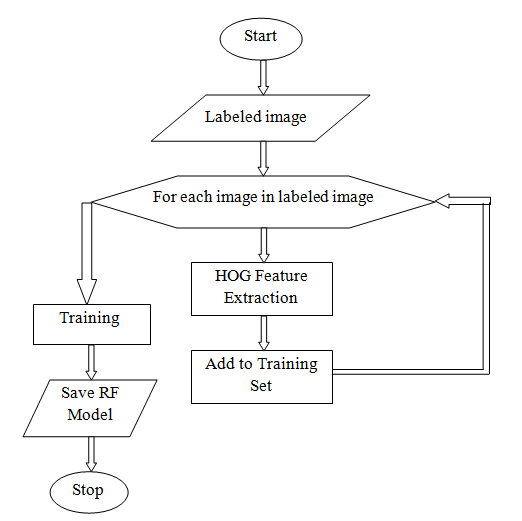 Start
Labeled image
For each image in labeled image
HOG Feature
Extraction
Add to Training
Set
Training
Save RF
Model
Stop